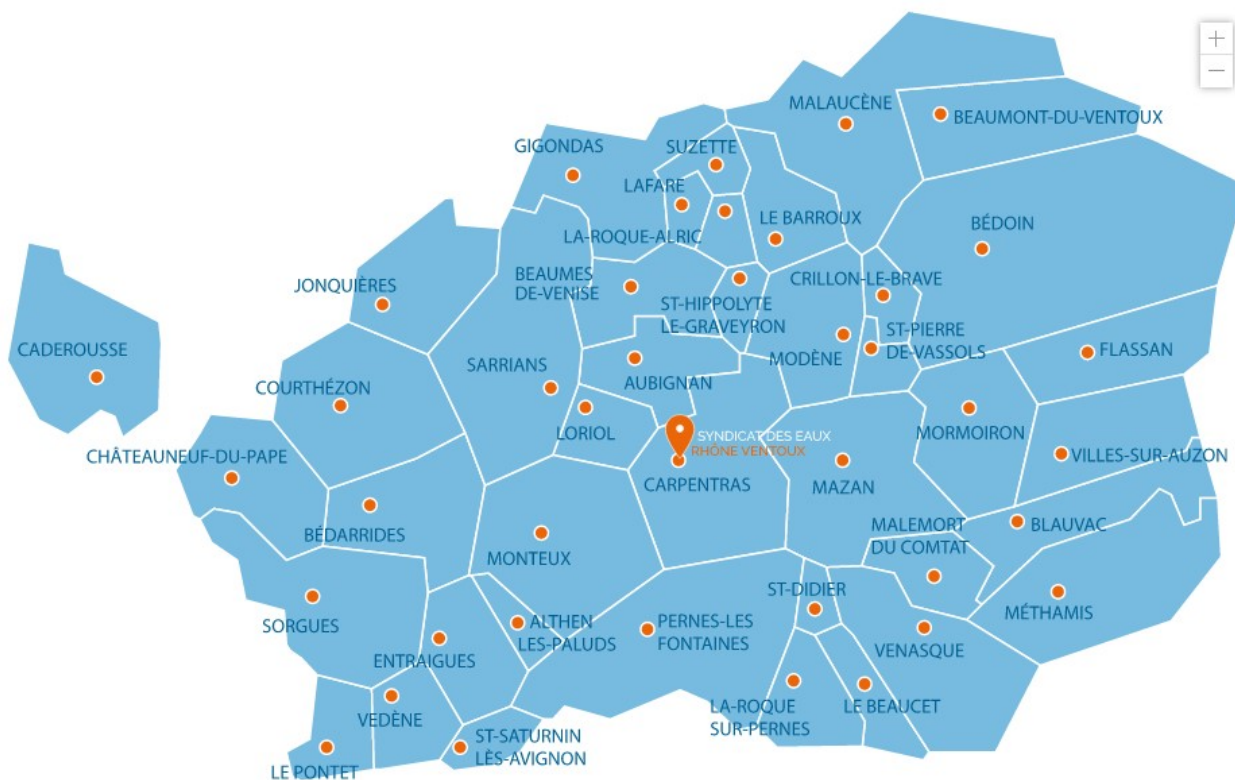 +
−
MALAUCÈNE
BEAUMONT-DU-VENTOUX
GIGONDAS
SUZETTE
LAFARE
LE BARROUX
LA-ROQUE-ALRIC
BÉDOIN
JONQUIÈRES
BEAUMES
DE-VENISE
CRILLON-LE-BRAVE
ST-HIPPOLYTE
LE-GRAVEYRON
ST-PIERRE
DE-VASSOLS
CADEROUSSE
SARRIANS
AUBIGNAN
MODÈNE
FLASSAN
COURTHÉZON
LORIOL
SYNDICAT DES EAUX
RHÔNE VENTOUX
MORMOIRON
CHÂTEAUNEUF-DU-PAPE
CARPENTRAS
MAZAN
VILLES-SUR-AUZON
BÉDARRIDES
MONTEUX
MALEMORT
DU COMTAT
BLAUVAC
ST-DIDIER
MÉTHAMIS
SORGUES
ALTHEN
LES-PALUDS
PERNES-LES
FONTAINES
ENTRAIGUES
VENASQUE
VEDÈNE
LA-ROQUE
SUR-PERNES
LE BEAUCET
ST-SATURNIN
LÈS-AVIGNON
LE PONTET